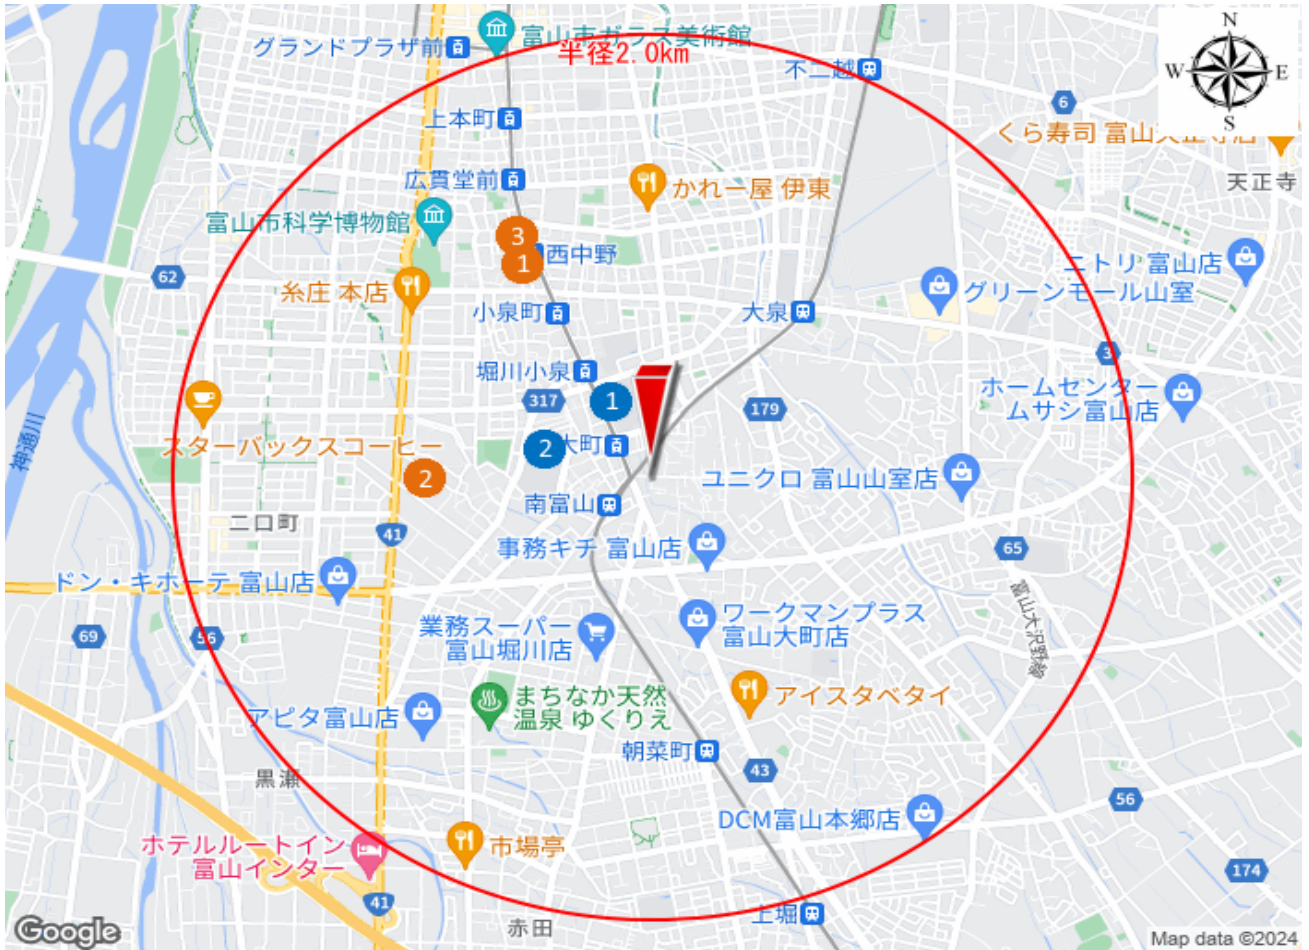 グランドプラザ前
富山市ガラス美術館
半径2.0km
不二越
N
W
E
S
上本町
6
くら寿司 富山天正寺店
天正寺
広貫堂前
かれー屋 伊東
富山市科学博物館
3
1
西中野
62
糸庄 本店
小泉町
大泉
ニトリ 富山店
グリーンモール山室
3
堀川小泉
317
1
179
ホームセンター
ムサシ富山店
スターバックスコーヒー
2
大町
2
神通川
ユニクロ 富山山室店
南富山
二口町
41
事務キチ 富山店
65
ドン・キホーテ 富山店
富山大沢野線
69
56
業務スーパー
富山堀川店
ワークマンプラス
富山大町店
まちなか天然
温泉 ゆくりえ
アイスタベタイ
アピタ富山店
朝菜町
黒瀬
43
56
DCM富山本郷店
ホテルルートイン
富山インター
市場亭
174
41
赤田
上堀
Google
Map data ©2024